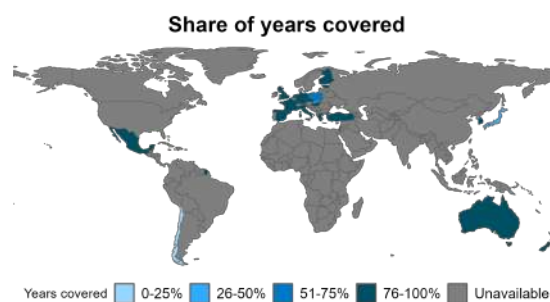 Share of years covered
Years covered 0-25% 26-50% 51-75% 76-100% Unavailable